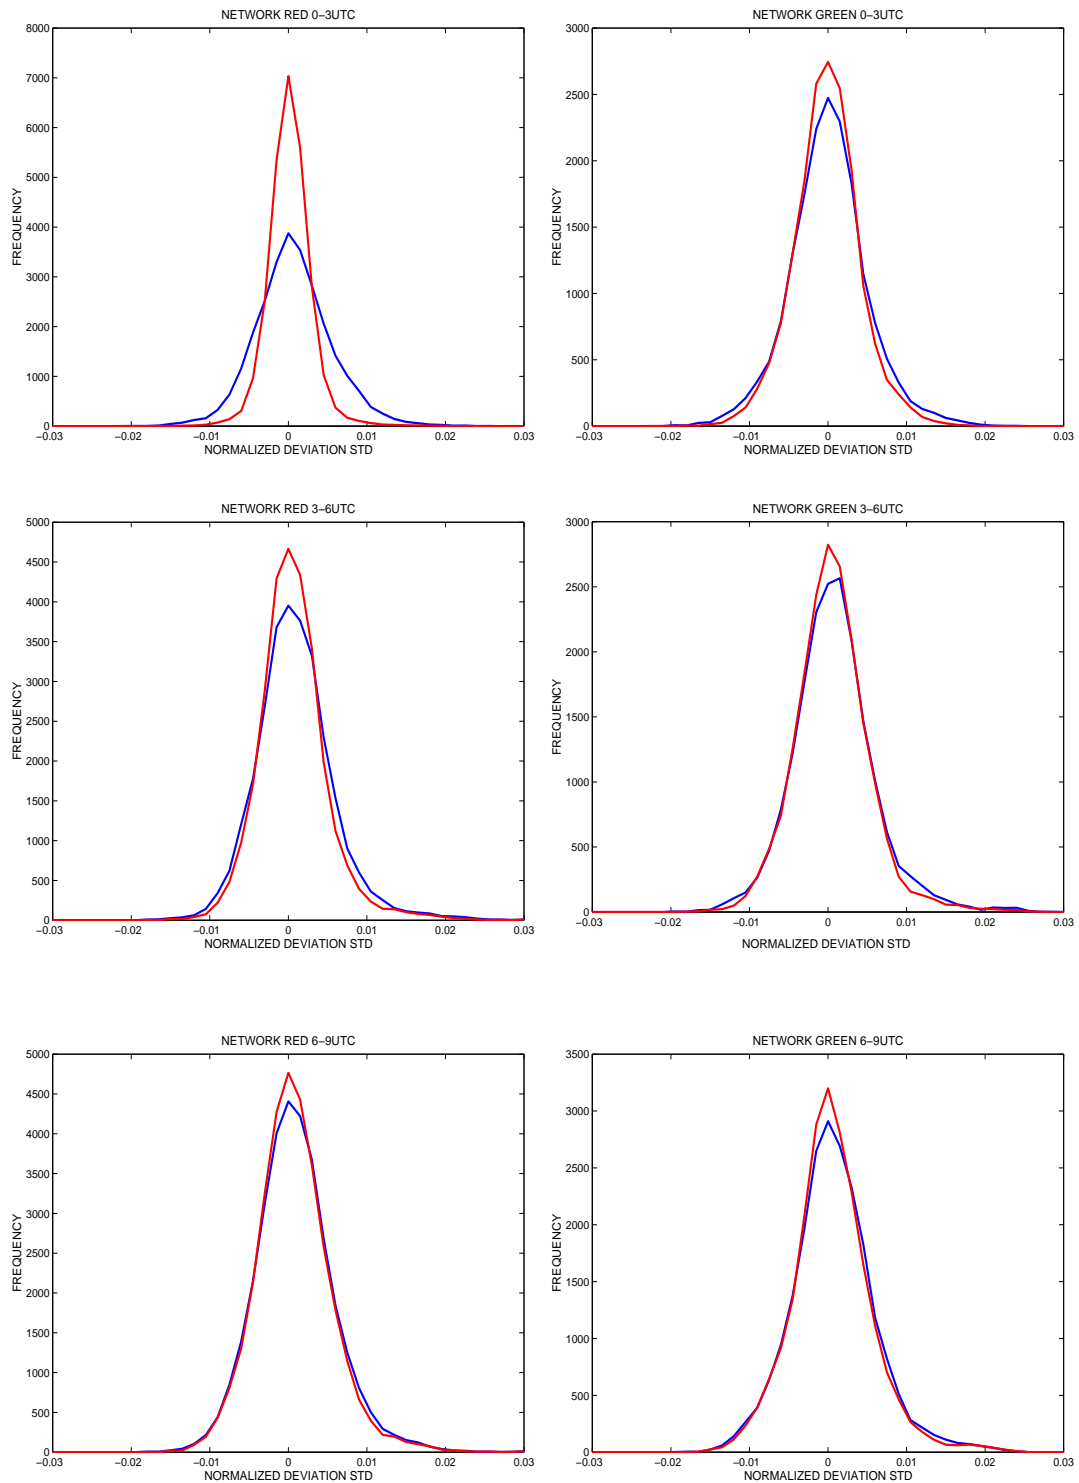 NETWORK RED 0−3UTC
8000
7000
6000
5000
4000
3000
2000
1000
0
FREQUENCY
−0.03 −0.02 −0.01 0 0.01 0.02 0.03
NORMALIZED DEVIATION STD
NETWORK GREEN 0−3UTC
3000
2500
2000
1500
1000
500
0
FREQUENCY
−0.03 −0.02 −0.01 0 0.01 0.02 0.03
NORMALIZED DEVIATION STD
NETWORK RED 3−6UTC
5000
4500
4000
3500
3000
2500
2000
1500
1000
500
0
FREQUENCY
−0.03 −0.02 −0.01 0 0.01 0.02 0.03
NORMALIZED DEVIATION STD
NETWORK GREEN 3−6UTC
3000
2500
2000
1500
1000
500
0
FREQUENCY
−0.03 −0.02 −0.01 0 0.01 0.02 0.03
NORMALIZED DEVIATION STD
NETWORK RED 6−9UTC
5000
4500
4000
3500
3000
2500
2000
1500
1000
500
0
FREQUENCY
−0.03 −0.02 −0.01 0 0.01 0.02 0.03
NORMALIZED DEVIATION STD
NETWORK GREEN 6−9UTC
3500
3000
2500
2000
1500
1000
500
0
FREQUENCY
−0.03 −0.02 −0.01 0 0.01 0.02 0.03
NORMALIZED DEVIATION STD